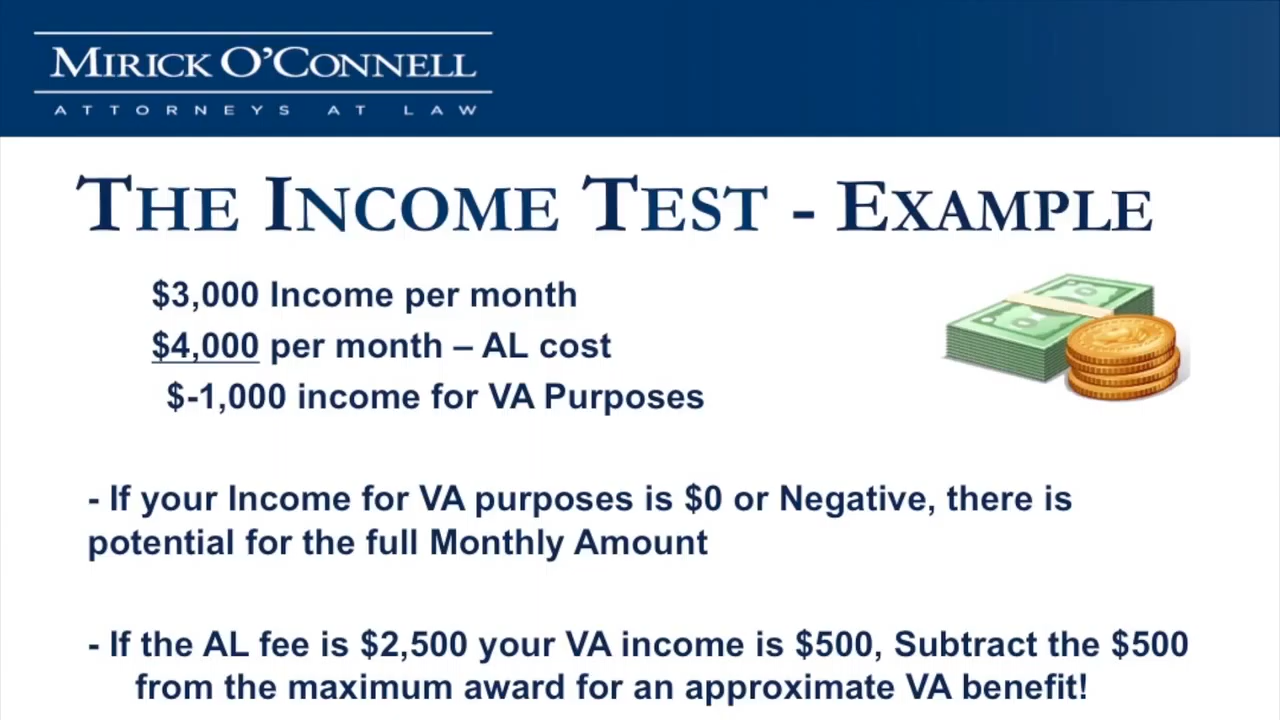 MIRICK O'CONNELL
ATTORNEYS AT LAW
THE INCOME TEST - EXAMPLE
$3,000 Income per month
$4,000 per month – AL cost
$-1,000 income for VA Purposes
- If your Income for VA purposes is $0 or Negative, there is
potential for the full Monthly Amount
- If the AL fee is $2,500 your VA income is $500, Subtract the $500
from the maximum award for an approximate VA benefit!